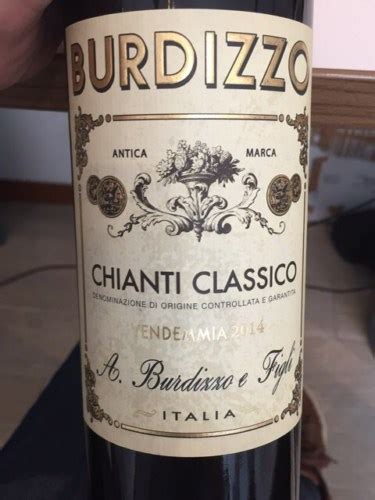 BURDIZZO
ANTICA MARCA
CHIANTI CLASSICO
DENOMINAZIONE DI ORIGINE CONTROLLATA E GARANTITA
VENDEMMIA 2014
A. Burdizzo e Figli
~ ITALIA ~